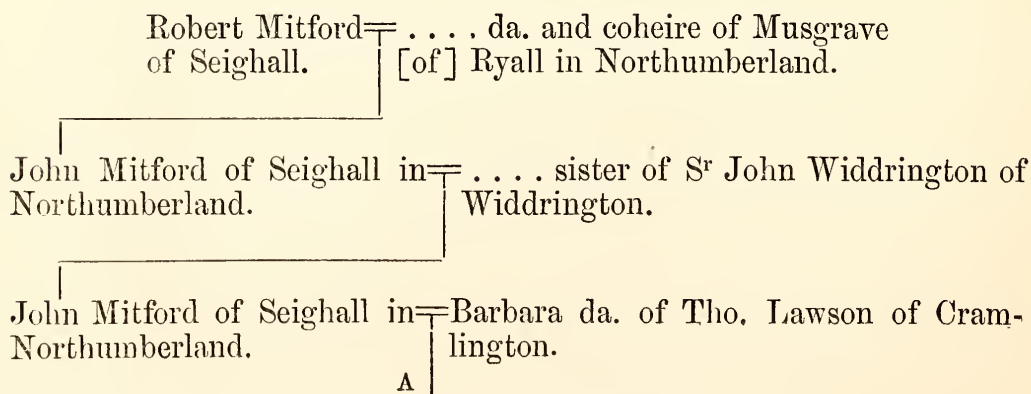 Robert Mitford = . . . . da. and coheire of Musgrave
of Seighall. [of] Ryall in Northumberland.
John Mitford of Seighall in = . . . . sister of Sr John Widdrington of
Northumberland. Widdrington.
John Mitford of Seighall in = Barbara da. of Tho. Lawson of Cram-
Northumberland. lington.
A